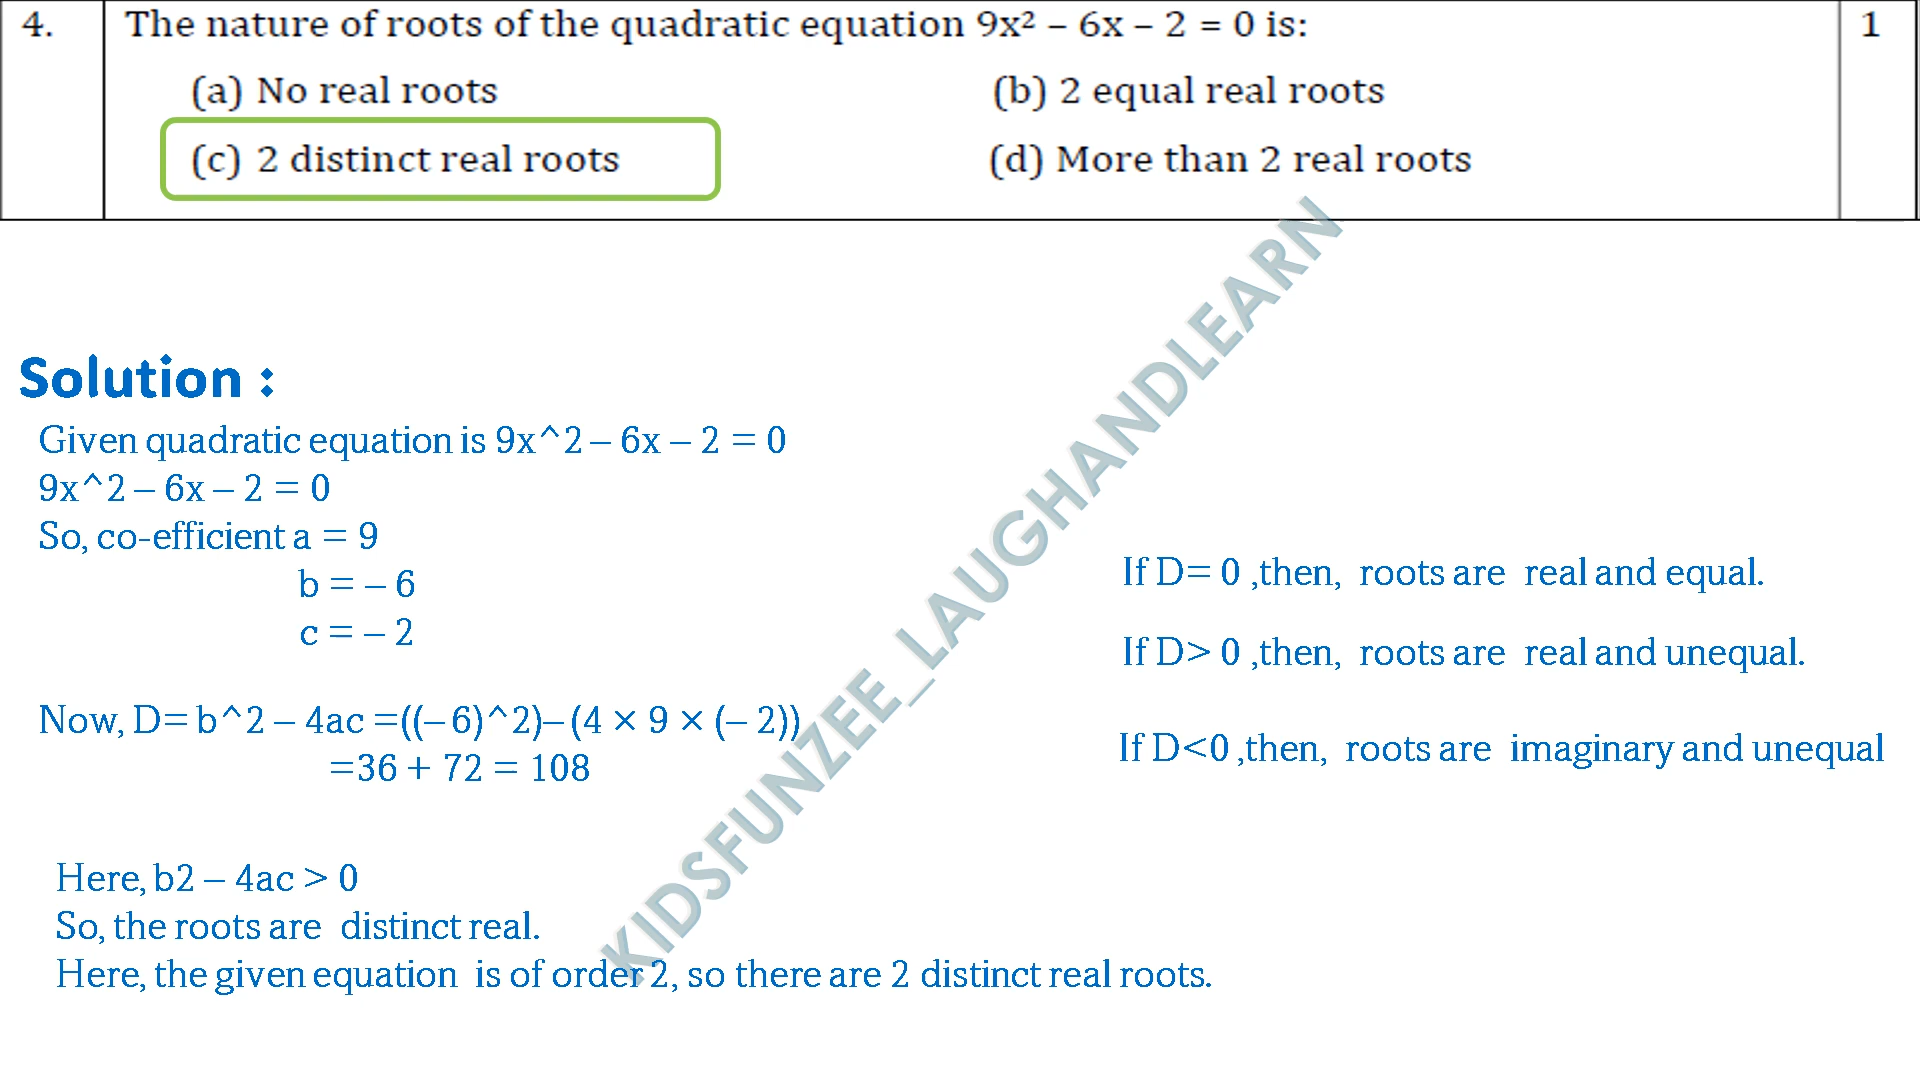 4. The nature of roots of the quadratic equation 9x² – 6x – 2 = 0 is: 1
(a) No real roots (b) 2 equal real roots
(c) 2 distinct real roots (d) More than 2 real roots
Solution :
Given quadratic equation is 9x^2 – 6x – 2 = 0
9x^2 – 6x – 2 = 0
So, co-efficient a = 9
b = – 6
c = – 2
Now, D= b^2 – 4ac =((– 6)^2)– (4 × 9 × (– 2))
=36 + 72 = 108
If D= 0 ,then, roots are real and equal.
If D> 0 ,then, roots are real and unequal.
If D<0 ,then, roots are imaginary and unequal
Here, b2 – 4ac > 0
So, the roots are distinct real.
Here, the given equation is of order 2, so there are 2 distinct real roots.
KIDSFUNZEE_LAUGHANDLEARN